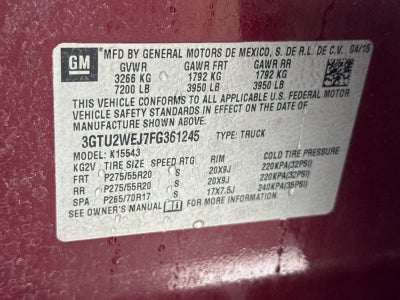 GM MFD BY GENERAL MOTORS DE MEXICO, S. DE R.L. DE C.V. 04/15
GVWR GAWR FRT GAWR RR
3266 KG 1792 KG 1792 KG
7200 LB 3950 LB 3950 LB
THIS VEHICLE CONFORMS TO ALL APPLICABLE U.S. FEDERAL MOTOR
VEHICLE SAFETY STANDARDS IN EFFECT ON THE DATE OF
MANUFACTURE SHOWN ABOVE.
3GTU2WEJ7FG361245 TYPE: TRUCK
MODEL: K15543
KG2V TIRE SIZE SPEED RTG RIM COLD TIRE PRESSURE
FRT P275/55R20 S 20X9J 220KPA(32PSI)
RR P275/55R20 S 20X9J 220KPA(32PSI)
SPA P265/70R17 S 17X7.5J 240KPA(35PSI)
SEE OWNER'S MANUAL FOR MORE INFORMATION.